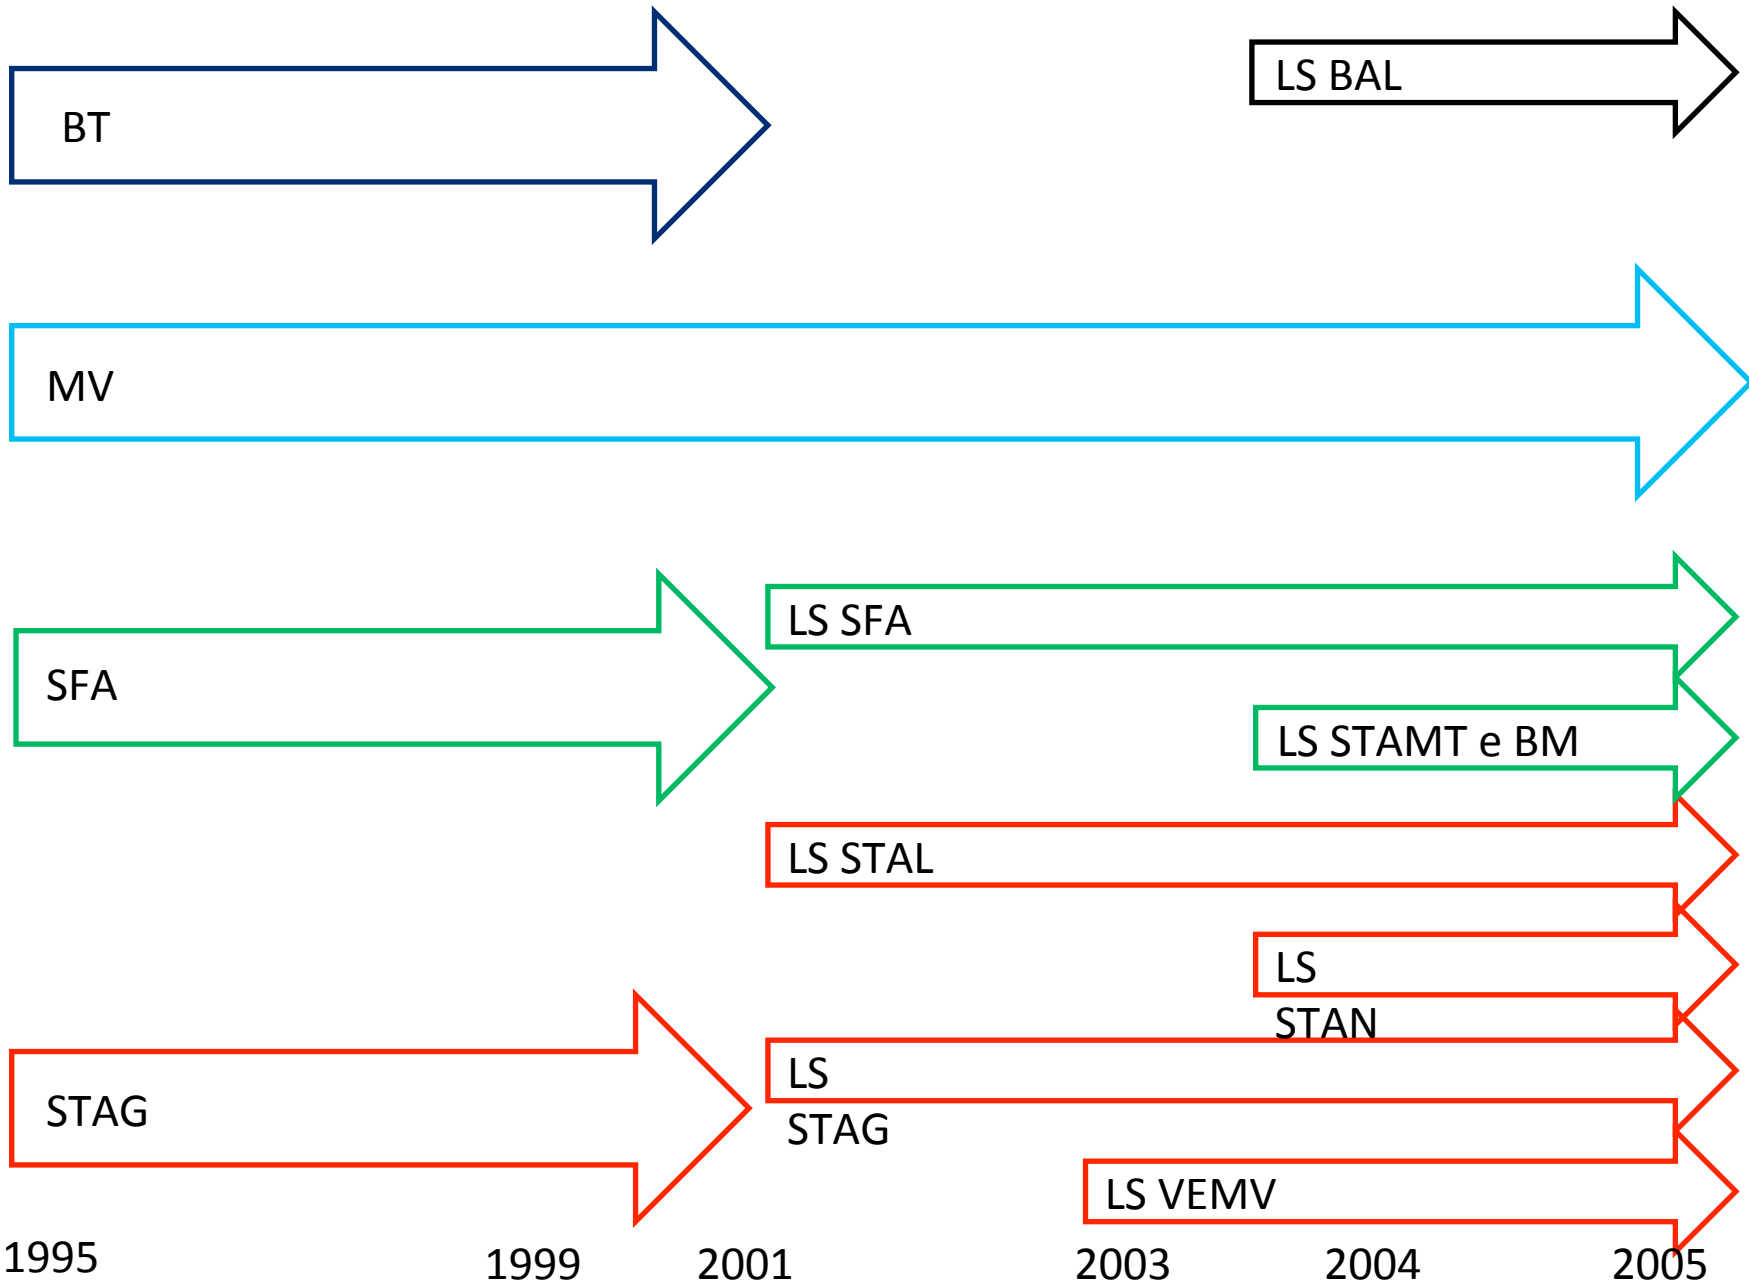 BT
LS BAL
MV
SFA
LS SFA
LS STAMT e BM
LS STAL
LS
STAN
STAG
LS
STAG
LS VEMV
1995
1999
2001
2003
2004
2005